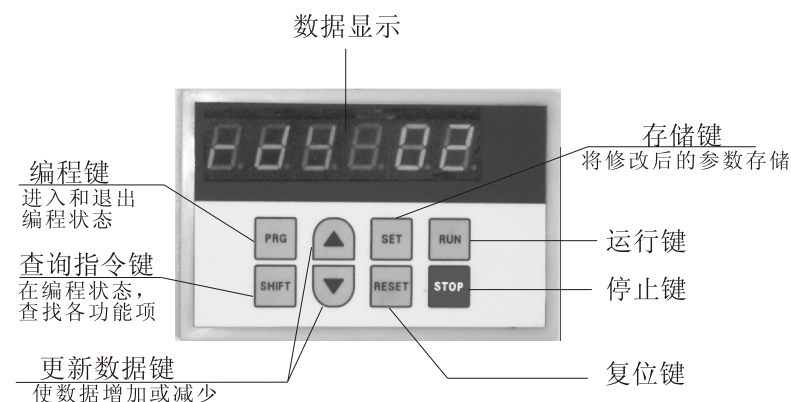 数据显示
rdy 02
存储键
将修改后的参数存储
编程键
进入和退出
编程状态
PRG
SET
RUN
运行键
查询指令键
在编程状态，
查找各功能项
SHIFT
RESET
STOP
停止键
更新数据键
使数据增加或减少
复位键